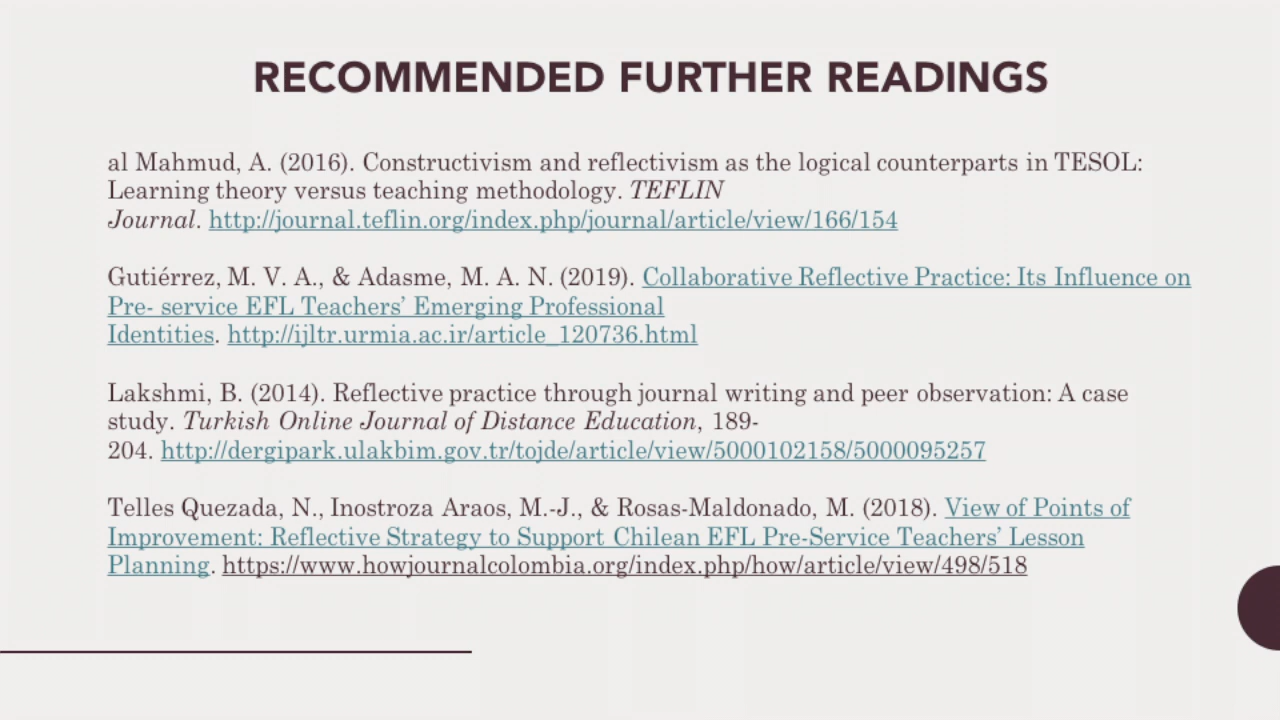 RECOMMENDED FURTHER READINGS
al Mahmud, A. (2016). Constructivism and reflectivism as the logical counterparts in TESOL:
Learning theory versus teaching methodology. TEFLIN
Journal. http://journal.teflin.org/index.php/journal/article/view/166/154
Gutiérrez, M. V. A., & Adasme, M. A. N. (2019). Collaborative Reflective Practice: Its Influence on
Pre- service EFL Teachers’ Emerging Professional
Identities. http://ijltr.urmia.ac.ir/article_120736.html
Lakshmi, B. (2014). Reflective practice through journal writing and peer observation: A case
study. Turkish Online Journal of Distance Education, 189-
204. http://dergipark.ulakbim.gov.tr/tojde/article/view/5000102158/5000095257
Telles Quezada, N., Inostroza Araos, M.-J., & Rosas-Maldonado, M. (2018). View of Points of
Improvement: Reflective Strategy to Support Chilean EFL Pre-Service Teachers’ Lesson
Planning. https://www.howjournalcolombia.org/index.php/how/article/view/498/518